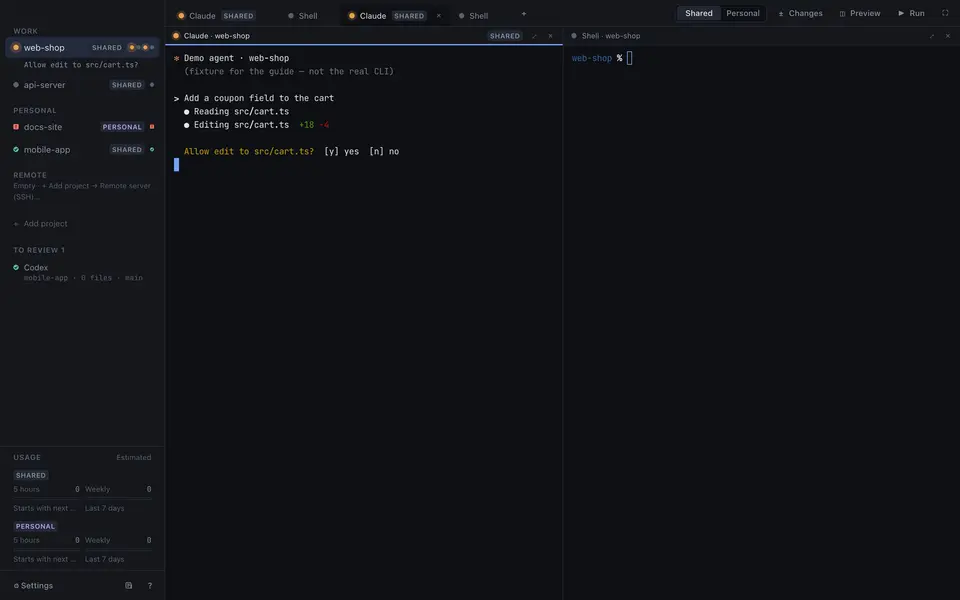 Claude SHARED
Shell
Claude SHARED ×
Shell
+
Shared Personal
± Changes
Preview
Run
WORK
web-shop SHARED
Allow edit to src/cart.ts?
api-server SHARED
PERSONAL
docs-site PERSONAL
mobile-app SHARED
REMOTE
Empty · + Add project → Remote server
(SSH)…
+ Add project
TO REVIEW 1
Codex
mobile-app · 0 files · main
USAGE Estimated
SHARED
5 hours 0 Weekly 0
Starts with next … Last 7 days
PERSONAL
5 hours 0 Weekly 0
Starts with next … Last 7 days
Settings ?
Claude · web-shop SHARED ×
Demo agent · web-shop
(fixture for the guide — not the real CLI)
> Add a coupon field to the cart
● Reading src/cart.ts
● Editing src/cart.ts +18 -4
Allow edit to src/cart.ts? [y] yes [n] no
Shell · web-shop ×
web-shop %